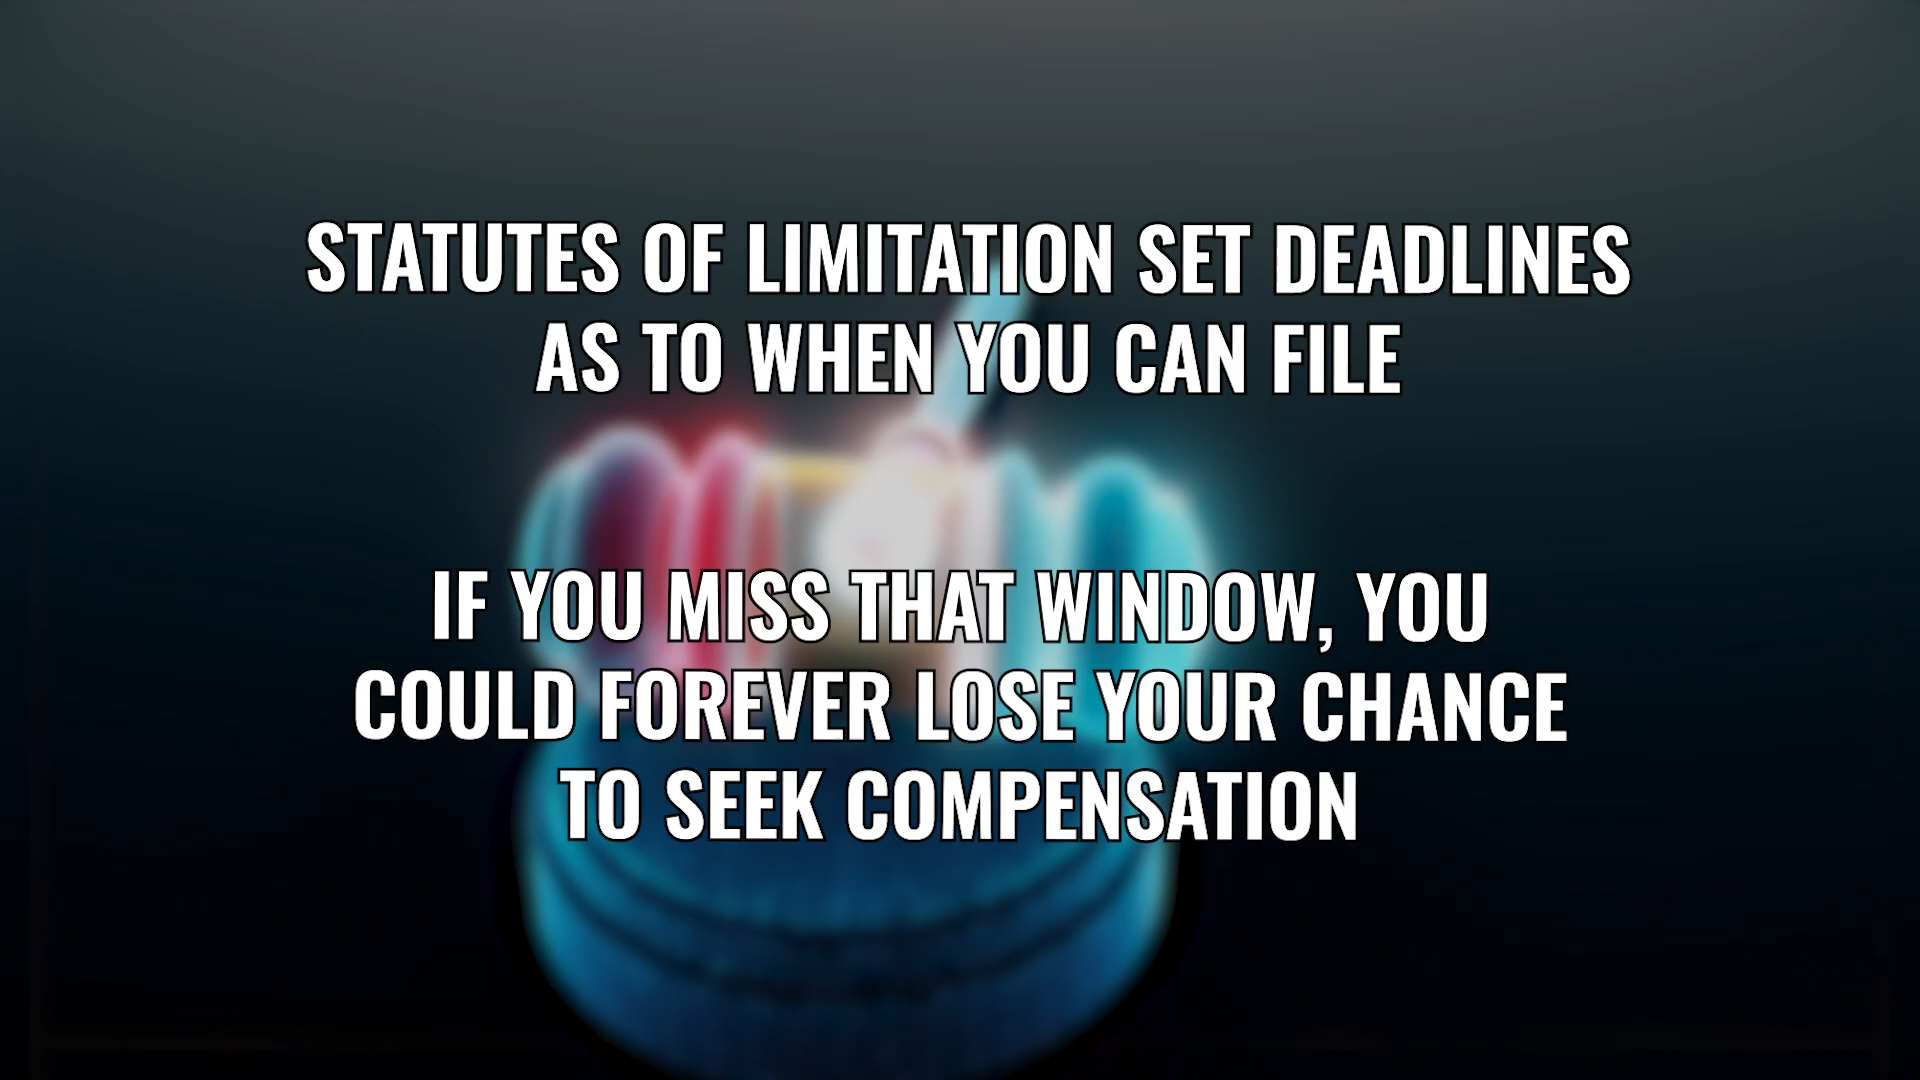 STATUTES OF LIMITATION SET DEADLINES
AS TO WHEN YOU CAN FILE
IF YOU MISS THAT WINDOW, YOU
COULD FOREVER LOSE YOUR CHANCE
TO SEEK COMPENSATION